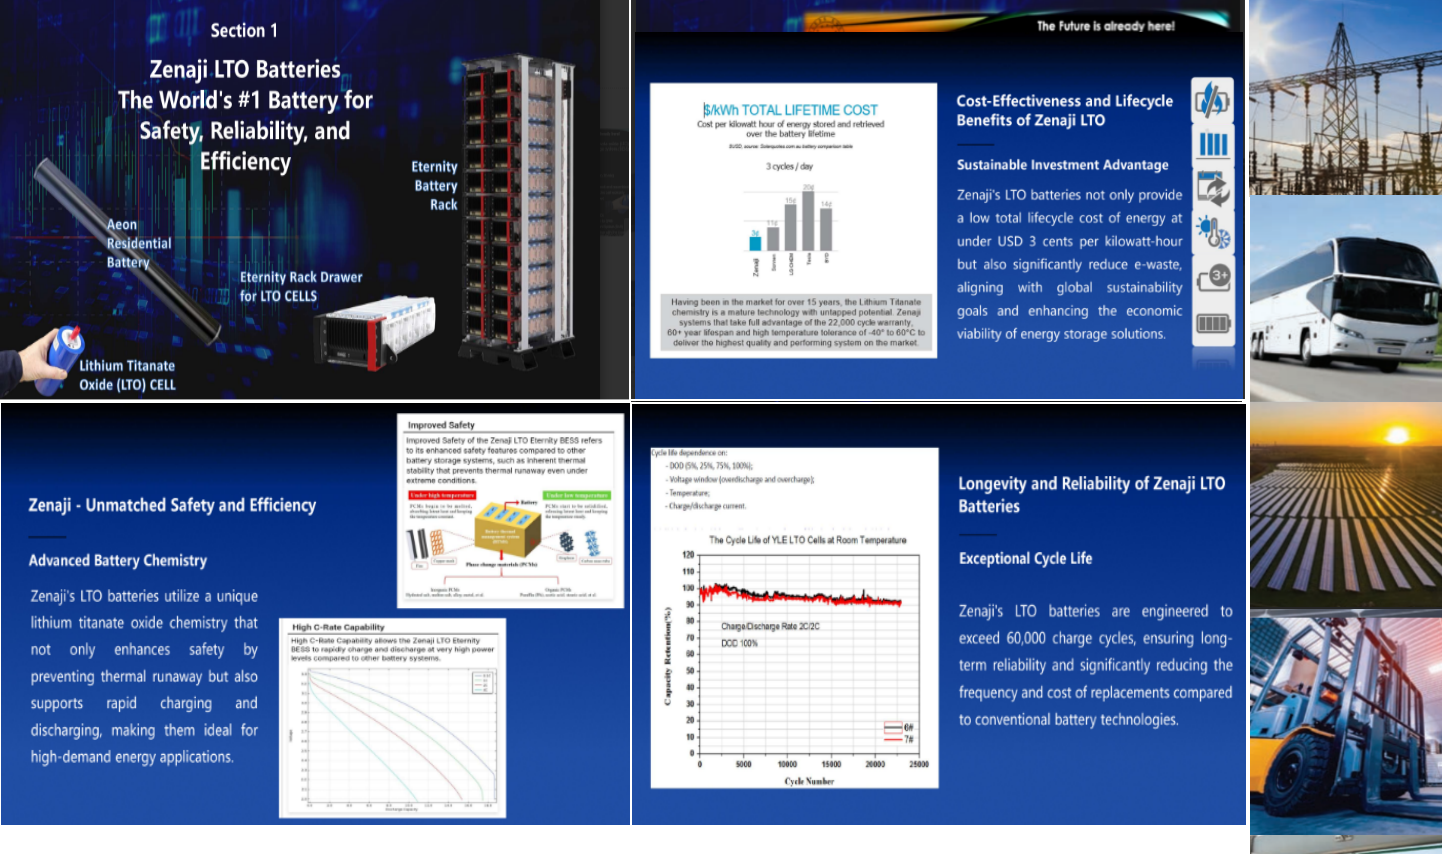 Section 1
Zenaji LTO Batteries
The World's #1 Battery for
Safety, Reliability, and
Efficiency
Eternity
Battery
Rack
Aeon
Residential
Battery
Eternity Rack Drawer
for LTO CELLS
Lithium Titanate
Oxide (LTO) CELL
The Future is already here!
$/kWh TOTAL LIFETIME COST
Cost per kilowatt hour of energy stored and retrieved
over the battery lifetime
3 cycles / day
3¢
11¢
15¢
20¢
14¢
Zenaji
LG CHEM
Tesla
BYD
Having been in the market for over 15 years, the Lithium Titanate
chemistry is a mature technology with untapped potential. Zenaji
systems that take full advantage of the 22,000 cycle warranty,
60+ year lifespan and high temperature tolerance of -40° to 60°C to
deliver the highest quality and performing system on the market.
Cost-Effectiveness and Lifecycle
Benefits of Zenaji LTO
Sustainable Investment Advantage
Zenaji's LTO batteries not only provide
a low total lifecycle cost of energy at
under USD 3 cents per kilowatt-hour
but also significantly reduce e-waste,
aligning with global sustainability
goals and enhancing the economic
viability of energy storage solutions.
3+
Zenaji - Unmatched Safety and Efficiency
Advanced Battery Chemistry
Zenaji's LTO batteries utilize a unique
lithium titanate oxide chemistry that
not only enhances safety by
preventing thermal runaway but also
supports rapid charging and
discharging, making them ideal for
high-demand energy applications.
Improved Safety
Improved Safety of the Zenaji LTO Eternity BESS refers
to its enhanced safety features compared to other
battery storage systems, such as inherent thermal
stability that prevents thermal runaway even under
extreme conditions.
Under high temperature
Battery
Under low temperature
Phase change materials (PCMs)
High C-Rate Capability
High C-Rate Capability allows the Zenaji LTO Eternity
BESS to rapidly charge and discharge at very high power
levels compared to other battery systems.
Cycle life dependence on:
- DOD (5%, 25%, 75%, 100%);
- Voltage window (overdischarge and overcharge);
- Temperature;
- Charge/discharge current.
The Cycle Life of YLE LTO Cells at Room Temperature
120
110
100
90
80
70
60
50
40
30
20
10
0
Capacity Retention(%)
Charge/Discharge Rate 2C/2C
DOD 100%
6#
7#
0 5000 10000 15000 20000 25000
Cycle Number
Longevity and Reliability of Zenaji LTO
Batteries
Exceptional Cycle Life
Zenaji's LTO batteries are engineered to
exceed 60,000 charge cycles, ensuring long-
term reliability and significantly reducing the
frequency and cost of replacements compared
to conventional battery technologies.